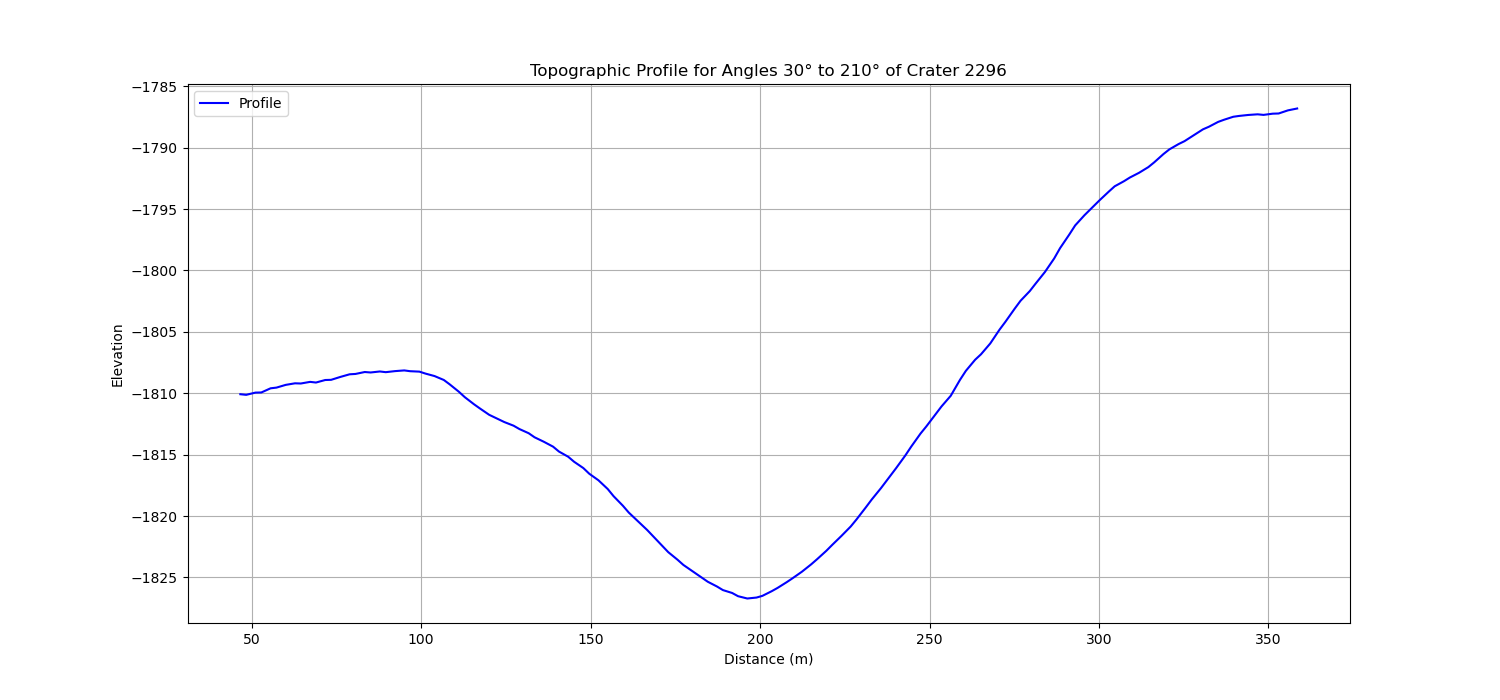 Topographic Profile for Angles 30° to 210° of Crater 2296
Profile
−1785
−1790
−1795
−1800
−1805
−1810
−1815
−1820
−1825
Elevation
50 100 150 200 250 300 350
Distance (m)